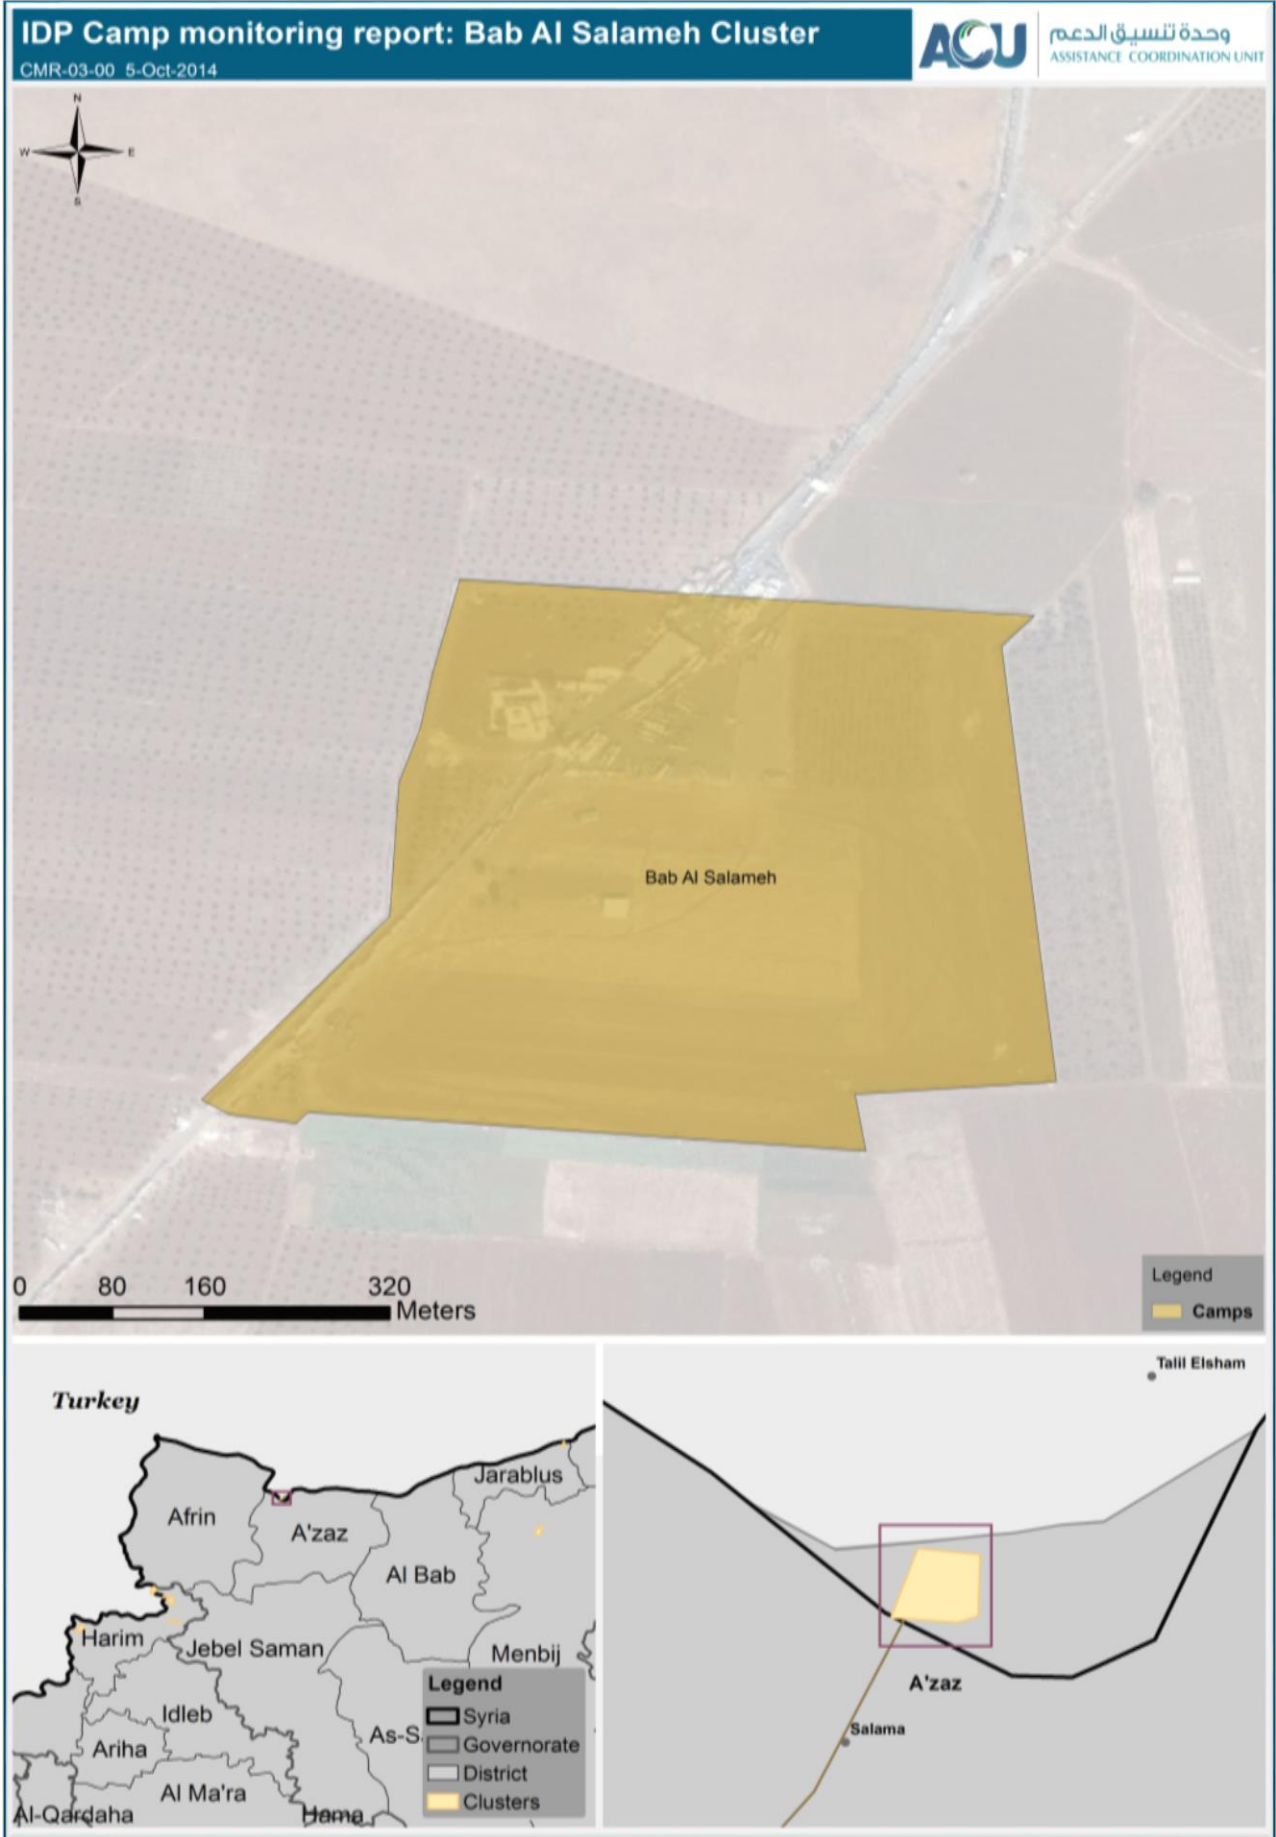 IDP Camp monitoring report: Bab Al Salameh Cluster
CMR-03-00 5-Oct-2014
ACU
وحدة تنسيق الدعم
ASSISTANCE COORDINATION UNIT
N
W
E
S
Bab Al Salameh
0 80 160 320
Meters
Legend
Camps
Turkey
Afrin
A'zaz
Jarablus
Al Bab
Harim
Jebel Saman
Menbij
Idleb
Ariha
As-S
Al Ma'ra
Al-Qardaha
Hama
Legend
Syria
Governorate
District
Clusters
Talil Elsham
A'zaz
Salama